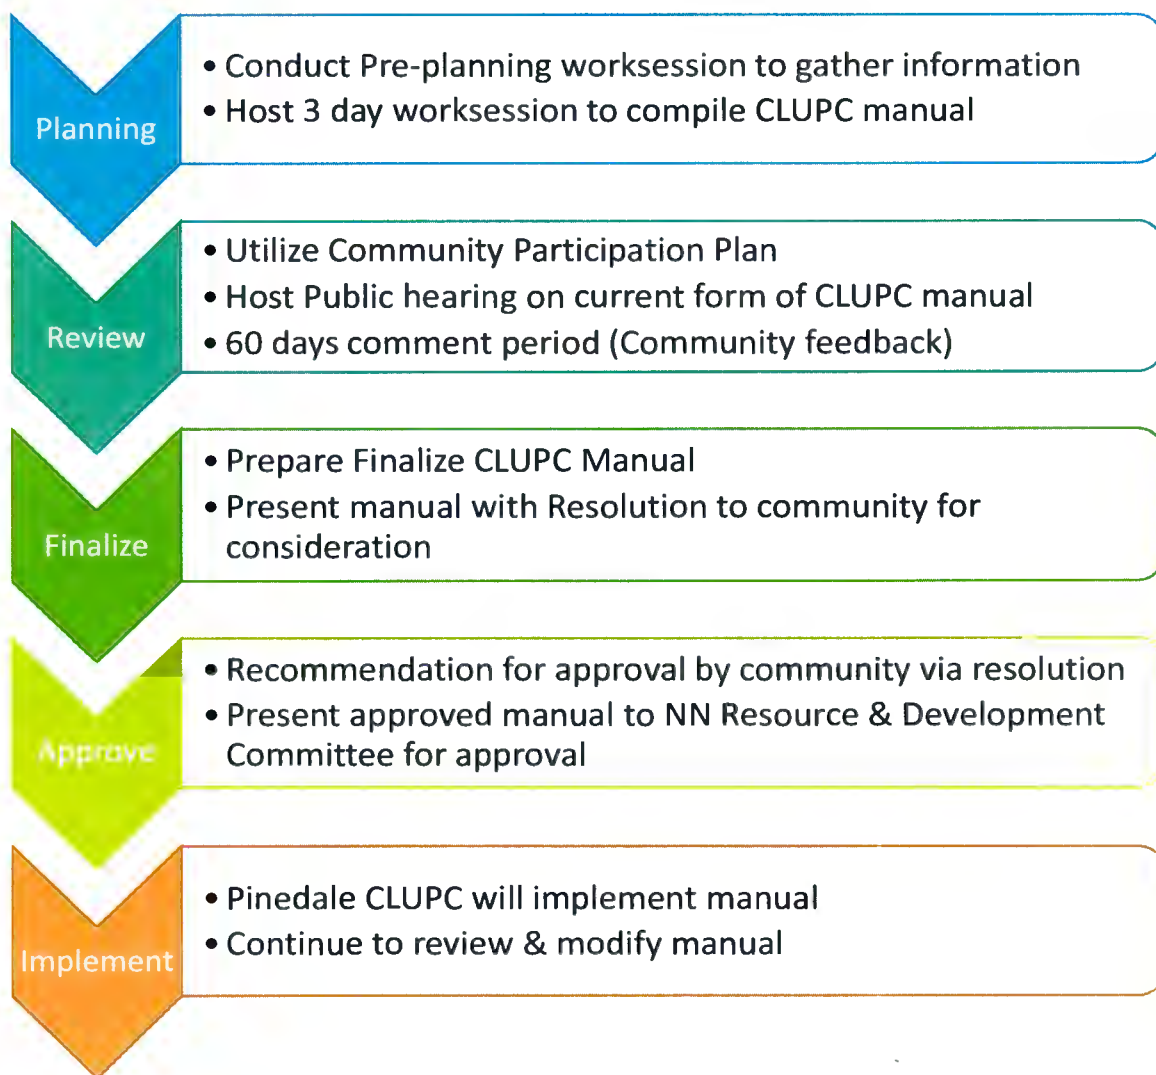 Planning
• Conduct Pre-planning worksession to gather information
• Host 3 day worksession to compile CLUPC manual
Review
• Utilize Community Participation Plan
• Host Public hearing on current form of CLUPC manual
• 60 days comment period (Community feedback)
Finalize
• Prepare Finalize CLUPC Manual
• Present manual with Resolution to community for
consideration
Approve
• Recommendation for approval by community via resolution
• Present approved manual to NN Resource & Development
Committee for approval
Implement
• Pinedale CLUPC will implement manual
• Continue to review & modify manual